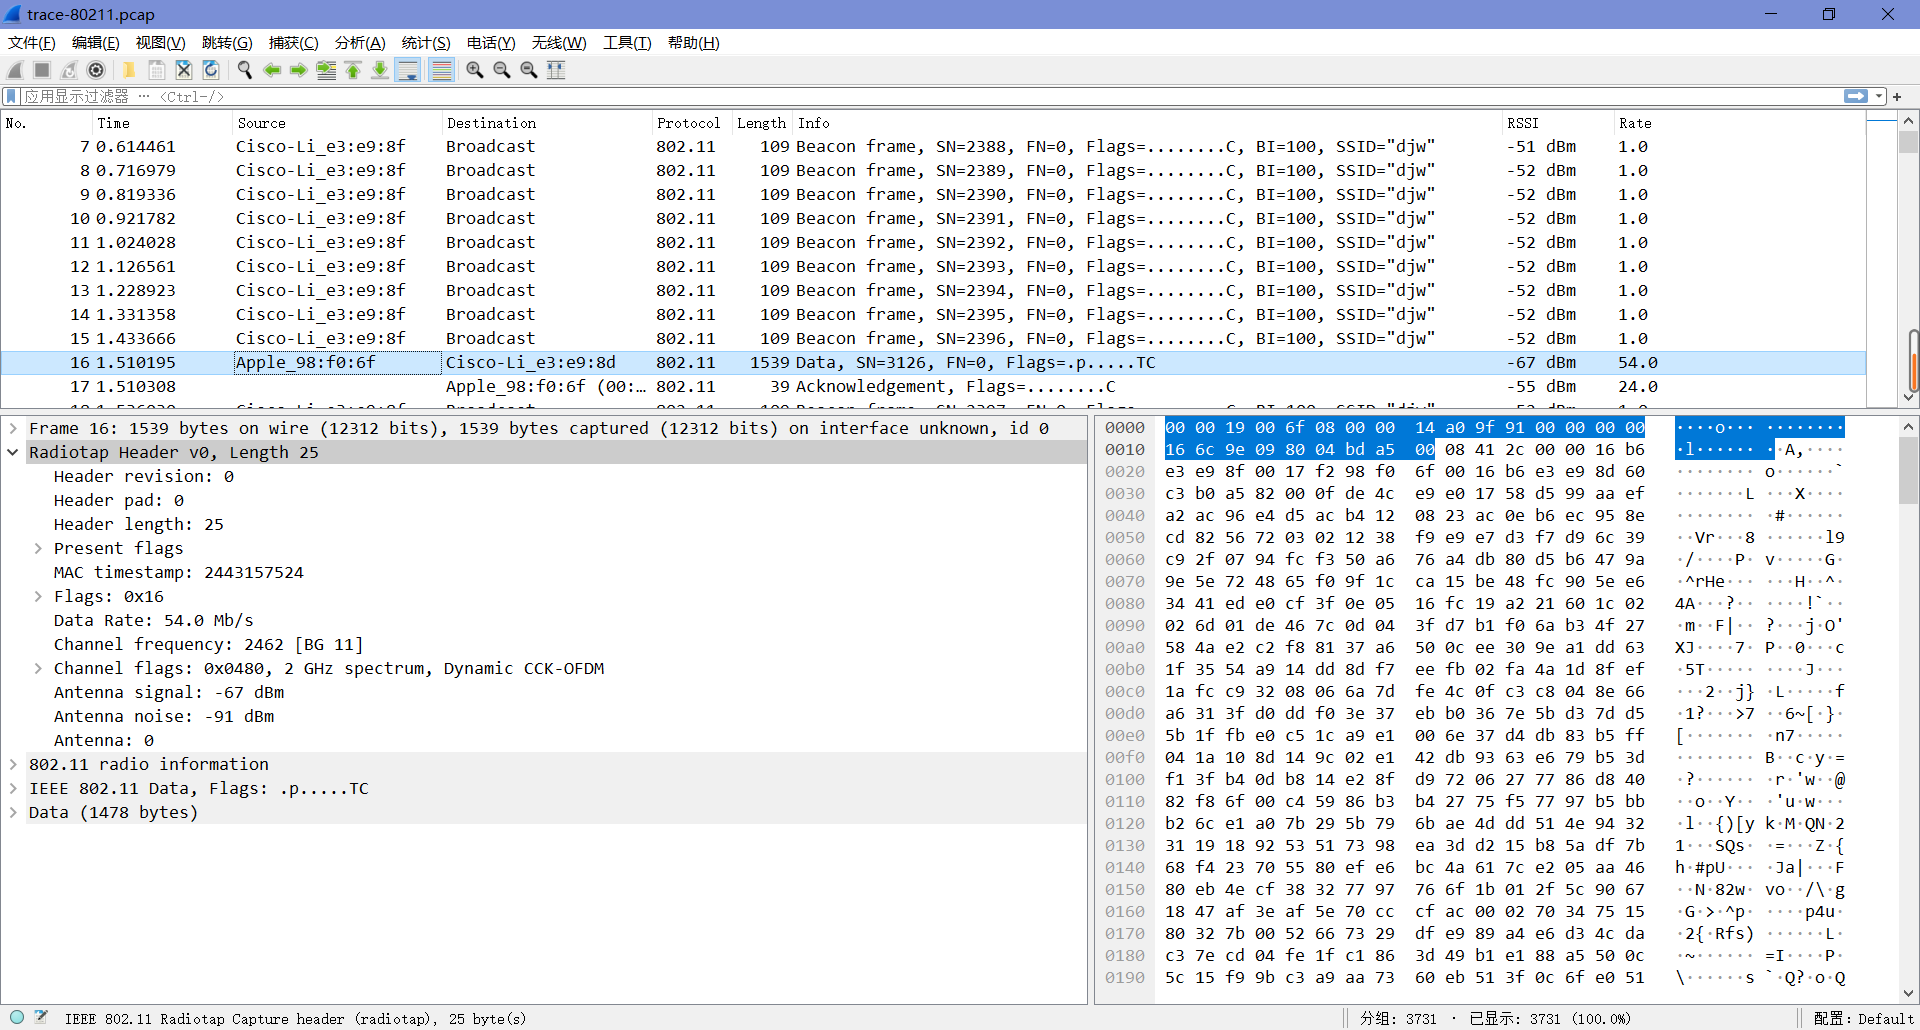 trace-80211.pcap
文件(F) 编辑(E) 视图(V) 跳转(G) 捕获(C) 分析(A) 统计(S) 电话(Y) 无线(W) 工具(T) 帮助(H)
应用显示过滤器 … <Ctrl-/>
No. Time Source Destination Protocol Length Info RSSI Rate
7 0.614461 Cisco-Li_e3:e9:8f Broadcast 802.11 109 Beacon frame, SN=2388, FN=0, Flags=........C, BI=100, SSID="djw" -51 dBm 1.0
8 0.716979 Cisco-Li_e3:e9:8f Broadcast 802.11 109 Beacon frame, SN=2389, FN=0, Flags=........C, BI=100, SSID="djw" -52 dBm 1.0
9 0.819336 Cisco-Li_e3:e9:8f Broadcast 802.11 109 Beacon frame, SN=2390, FN=0, Flags=........C, BI=100, SSID="djw" -52 dBm 1.0
10 0.921782 Cisco-Li_e3:e9:8f Broadcast 802.11 109 Beacon frame, SN=2391, FN=0, Flags=........C, BI=100, SSID="djw" -52 dBm 1.0
11 1.024028 Cisco-Li_e3:e9:8f Broadcast 802.11 109 Beacon frame, SN=2392, FN=0, Flags=........C, BI=100, SSID="djw" -52 dBm 1.0
12 1.126561 Cisco-Li_e3:e9:8f Broadcast 802.11 109 Beacon frame, SN=2393, FN=0, Flags=........C, BI=100, SSID="djw" -52 dBm 1.0
13 1.228923 Cisco-Li_e3:e9:8f Broadcast 802.11 109 Beacon frame, SN=2394, FN=0, Flags=........C, BI=100, SSID="djw" -52 dBm 1.0
14 1.331358 Cisco-Li_e3:e9:8f Broadcast 802.11 109 Beacon frame, SN=2395, FN=0, Flags=........C, BI=100, SSID="djw" -52 dBm 1.0
15 1.433666 Cisco-Li_e3:e9:8f Broadcast 802.11 109 Beacon frame, SN=2396, FN=0, Flags=........C, BI=100, SSID="djw" -52 dBm 1.0
16 1.510195 Apple_98:f0:6f Cisco-Li_e3:e9:8d 802.11 1539 Data, SN=3126, FN=0, Flags=.p.....TC -67 dBm 54.0
17 1.510308 Apple_98:f0:6f (00:… 802.11 39 Acknowledgement, Flags=........C -55 dBm 24.0
Frame 16: 1539 bytes on wire (12312 bits), 1539 bytes captured (12312 bits) on interface unknown, id 0
Radiotap Header v0, Length 25
Header revision: 0
Header pad: 0
Header length: 25
Present flags
MAC timestamp: 2443157524
Flags: 0x16
Data Rate: 54.0 Mb/s
Channel frequency: 2462 [BG 11]
Channel flags: 0x0480, 2 GHz spectrum, Dynamic CCK-OFDM
Antenna signal: -67 dBm
Antenna noise: -91 dBm
Antenna: 0
802.11 radio information
IEEE 802.11 Data, Flags: .p.....TC
Data (1478 bytes)
0000 00 00 19 00 6f 08 00 00 14 a0 9f 91 00 00 00 00 ····o··· ········
0010 16 6c 9e 09 80 04 bd a5 00 08 41 2c 00 00 16 b6 ·l······ ··A,····
0020 e3 e9 8f 00 17 f2 98 f0 6f 00 16 b6 e3 e9 8d 60 ········ o······`
0030 c3 b0 a5 82 00 0f de 4c e9 e0 17 58 d5 99 aa ef ·······L ···X····
0040 a2 ac 96 e4 d5 ac b4 12 08 23 ac 0e b6 ec 95 8e ········ ·#······
0050 cd 82 56 72 03 02 12 38 f9 e9 e7 d3 f7 d9 6c 39 ··Vr···8 ······l9
0060 c9 2f 07 94 fc f3 50 a6 76 a4 db 80 d5 b6 47 9a ·/····P· v·····G·
0070 9e 5e 72 48 65 f0 9f 1c ca 15 be 48 fc 90 5e e6 ·^rHe··· ···H··^·
0080 34 41 ed e0 cf 3f 0e 05 16 fc 19 a2 21 60 1c 02 4A···?·· ····!`··
0090 02 6d 01 de 46 7c 0d 04 3f d7 b1 f0 6a b3 4f 27 ·m··F|·· ?···j·O'
00a0 58 4a e2 c2 f8 81 37 a6 50 0c ee 30 9e a1 dd 63 XJ····7· P··0···c
00b0 1f 35 54 a9 14 dd 8d f7 ee fb 02 fa 4a 1d 8f ef ·5T····· ····J···
00c0 1a fc c9 32 08 06 6a 7d fe 4c 0f c3 c8 04 8e 66 ···2··j} ·L·····f
00d0 a6 31 3f d0 dd f0 3e 37 eb b0 36 7e 5b d3 7d d5 ·1?···>7 ··6~[·}·
00e0 5b 1f fb e0 c5 1c a9 e1 00 6e 37 d4 db 83 b5 ff [······· ·n7·····
00f0 04 1a 10 8d 14 9c 02 e1 42 db 93 63 e6 79 b5 3d ········ B··c·y·=
0100 f1 3f b4 0d b8 14 e2 8f d9 72 06 27 77 86 d8 40 ·?······ ·r·'w··@
0110 82 f8 6f 00 c4 59 86 b3 b4 27 75 f5 77 97 b5 bb ··o··Y·· ·'u·w···
0120 b2 6c e1 a0 7b 29 5b 79 6b ae 4d dd 51 4e 94 32 ·l··{)[y k·M·QN·2
0130 31 19 18 92 53 51 73 98 ea 3d d2 15 b8 5a df 7b 1···SQs· ·=···Z·{
0140 68 f4 23 70 55 80 ef e6 bc 4a 61 7c e2 05 aa 46 h·#pU··· ·Ja|···F
0150 80 eb 4e cf 38 32 77 97 76 6f 1b 01 2f 5c 90 67 ··N·82w· vo··/\·g
0160 18 47 af 3e af 5e 70 cc cf ac 00 02 70 34 75 15 ·G·>·^p· ····p4u·
0170 80 32 7b 00 52 66 73 29 df e9 89 a4 e6 d3 4c da ·2{·Rfs) ······L·
0180 c3 7e cd 04 fe 1f c1 86 3d 49 b1 e1 88 a5 50 0c ·~······ =I····P·
0190 5c 15 f9 9b c3 a9 aa 73 60 eb 51 3f 0c 6f e0 51 \······s `·Q?·o·Q
IEEE 802.11 Radiotap Capture header (radiotap), 25 byte(s) 分组: 3731 · 已显示: 3731 (100.0%) 配置: Default